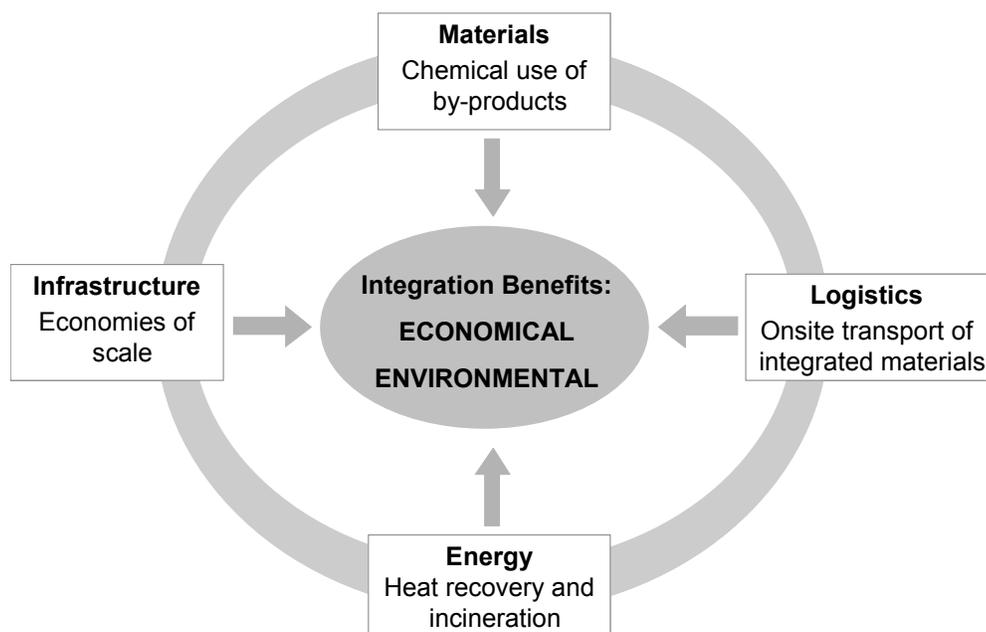 Materials
Chemical use of
by-products
Infrastructure
Economies of
scale
Integration Benefits:
ECONOMICAL
ENVIRONMENTAL
Logistics
Onsite transport of
integrated materials
Energy
Heat recovery and
incineration